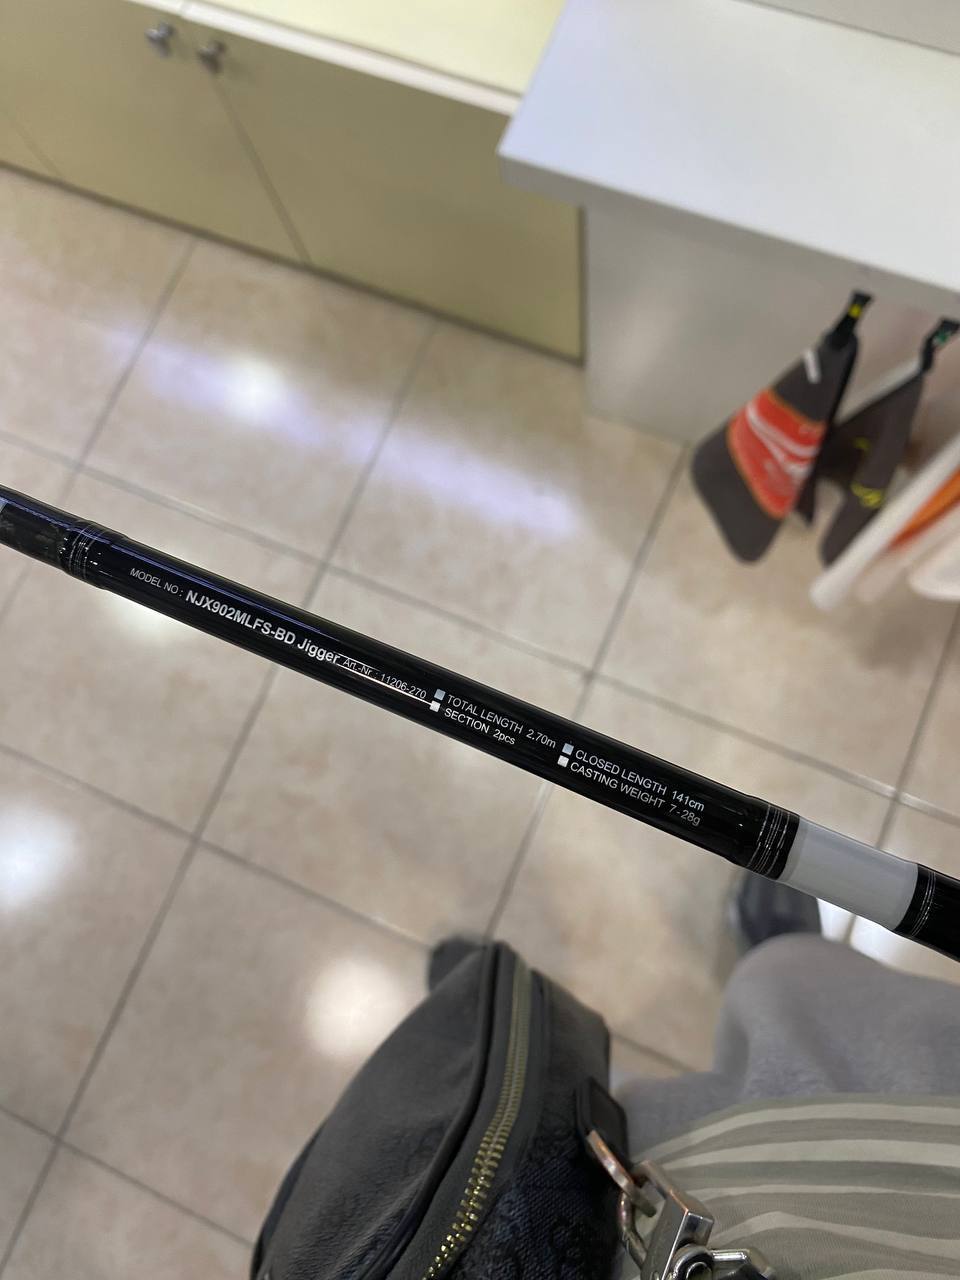 MODEL NO: NJX902MLFS-BD Jigger Art.-Nr.: 11206-270
TOTAL LENGTH 2.70m
SECTION 2pcs
CLOSED LENGTH 141cm
CASTING WEIGHT 7-28g